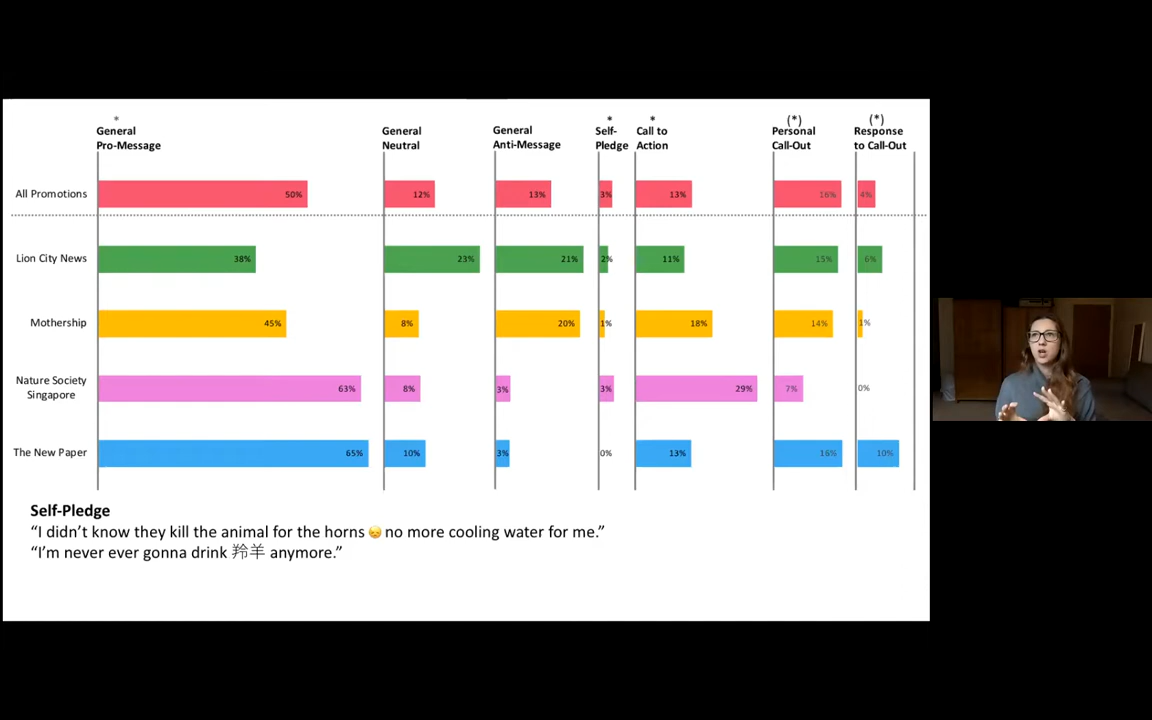 * * * (*) (*)
General General General Self- Call to Personal Response
Pro-Message Neutral Anti-Message Pledge Action Call-Out to Call-Out
All Promotions 50% 12% 13% 3% 13% 16% 4%
Lion City News 38% 23% 21% 2% 11% 15% 6%
Mothership 45% 8% 20% 1% 18% 14% 1%
Nature Society
Singapore 63% 8% 3% 3% 29% 7% 0%
The New Paper 65% 10% 3% 0% 13% 16% 10%
Self-Pledge
“I didn’t know they kill the animal for the horns 😞 no more cooling water for me.”
“I’m never ever gonna drink 羚羊 anymore.”